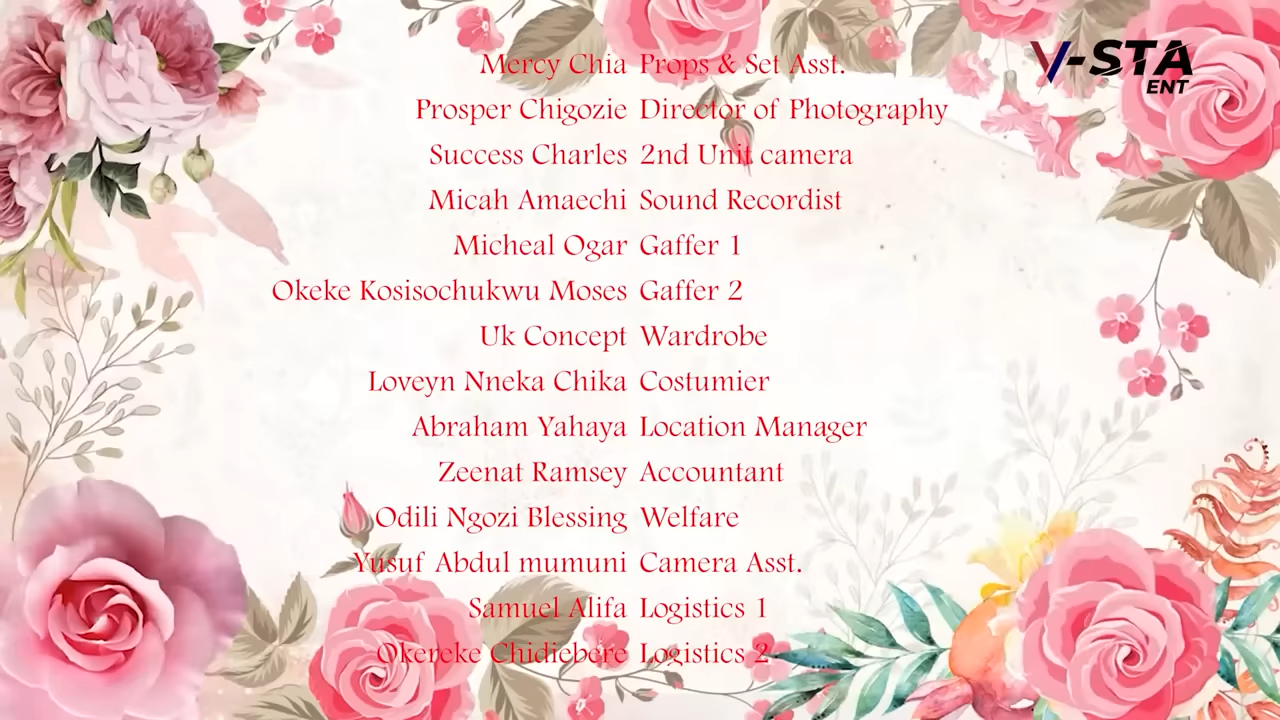 V-STA
ENT
Mercy Chia Props & Set Asst.
Prosper Chigozie Director of Photography
Success Charles 2nd Unit camera
Micah Amaechi Sound Recordist
Micheal Ogar Gaffer 1
Okeke Kosisochukwu Moses Gaffer 2
Uk Concept Wardrobe
Loveyn Nneka Chika Costumier
Abraham Yahaya Location Manager
Zeenat Ramsey Accountant
Odili Ngozi Blessing Welfare
Yusuf Abdul mumuni Camera Asst.
Samuel Alifa Logistics 1
Okereke Chidiebere Logistics 2